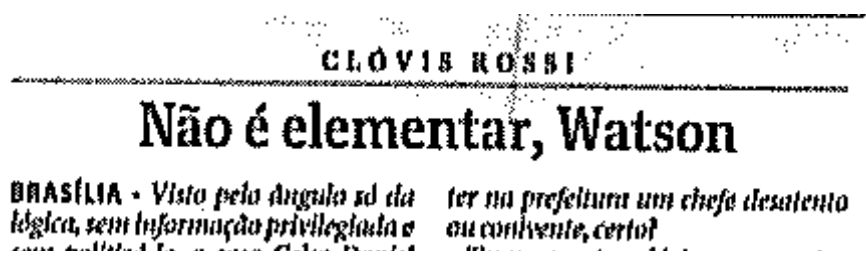 CLÓVIS ROSSI
Não é elementar, Watson
BRASÍLIA - Visto pelo ângulo só da
lógica, sem informação privilegiada e
ter na prefeitura um chefe desatento
ou conivente, certo?